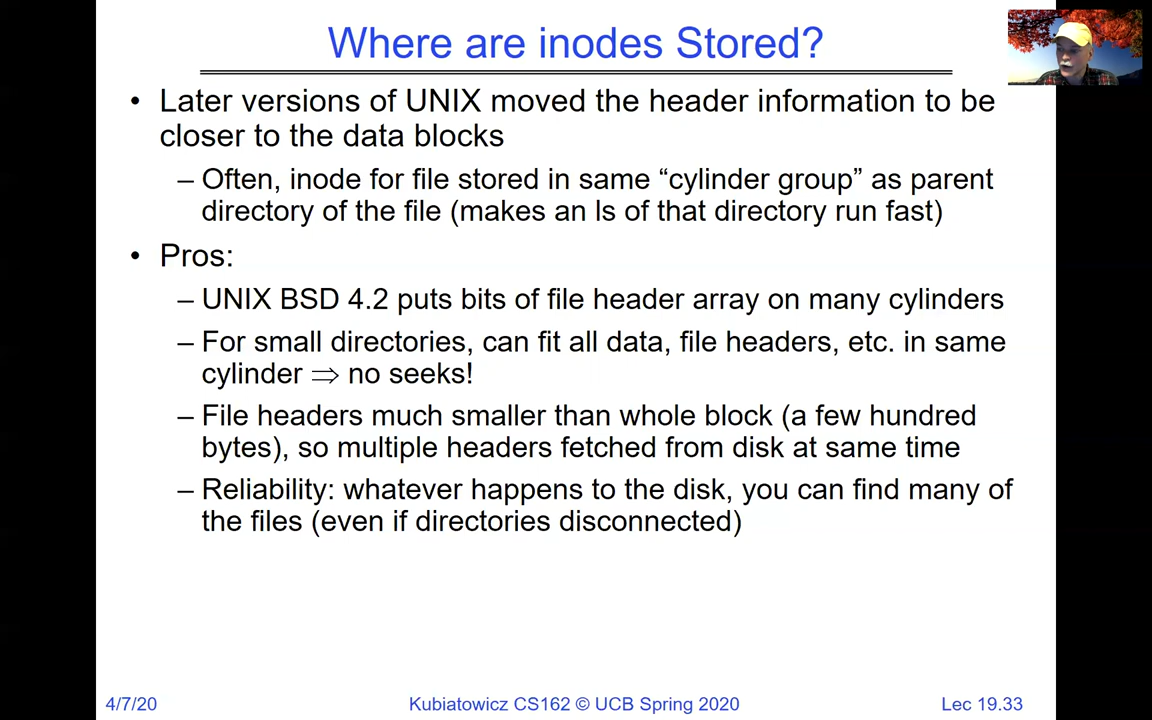 Where are inodes Stored?
• Later versions of UNIX moved the header information to be
closer to the data blocks
– Often, inode for file stored in same “cylinder group” as parent
directory of the file (makes an ls of that directory run fast)
• Pros:
– UNIX BSD 4.2 puts bits of file header array on many cylinders
– For small directories, can fit all data, file headers, etc. in same
cylinder ⇒ no seeks!
– File headers much smaller than whole block (a few hundred
bytes), so multiple headers fetched from disk at same time
– Reliability: whatever happens to the disk, you can find many of
the files (even if directories disconnected)
4/7/20 Kubiatowicz CS162 © UCB Spring 2020 Lec 19.33